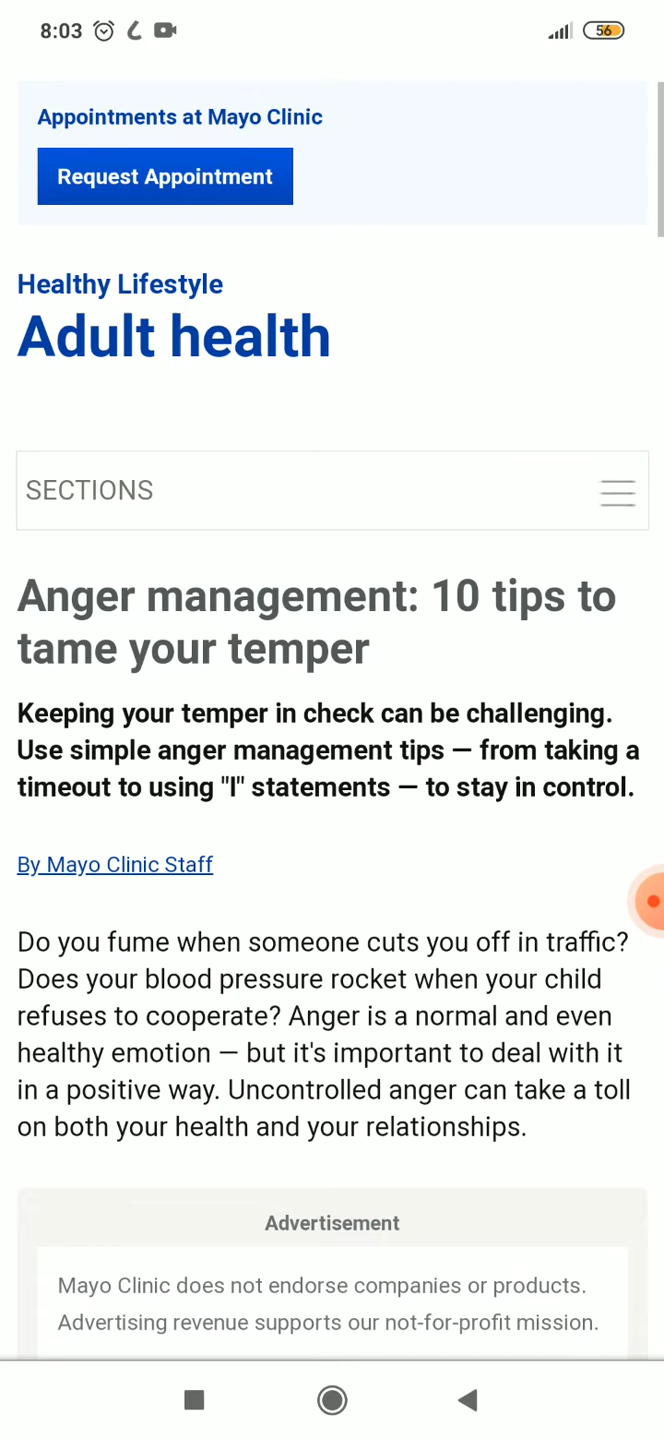 8:03
56
Appointments at Mayo Clinic
Request Appointment
Healthy Lifestyle
Adult health
SECTIONS
Anger management: 10 tips to
tame your temper
Keeping your temper in check can be challenging.
Use simple anger management tips — from taking a
timeout to using "I" statements — to stay in control.
By Mayo Clinic Staff
Do you fume when someone cuts you off in traffic?
Does your blood pressure rocket when your child
refuses to cooperate? Anger is a normal and even
healthy emotion — but it's important to deal with it
in a positive way. Uncontrolled anger can take a toll
on both your health and your relationships.
Advertisement
Mayo Clinic does not endorse companies or products.
Advertising revenue supports our not-for-profit mission.